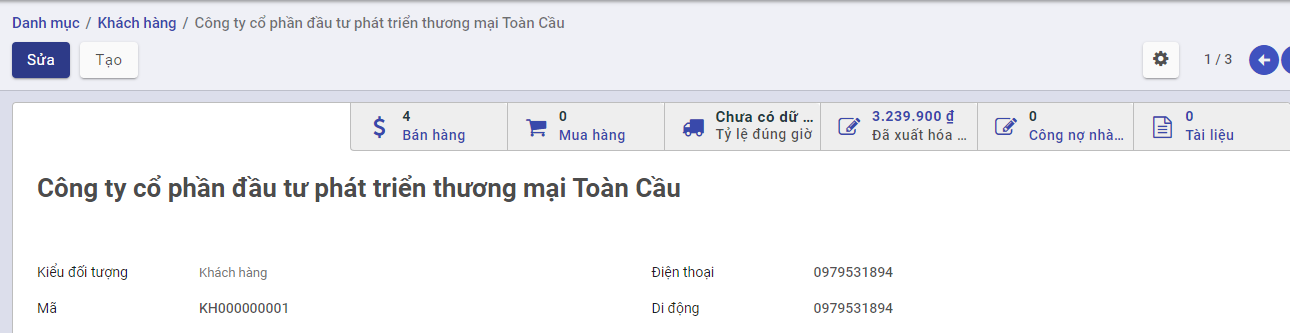 Danh mục / Khách hàng / Công ty cổ phần đầu tư phát triển thương mại Toàn Cầu
Sửa Tạo 1 / 3
4 0 Chưa có dữ ... 3.239.900 ₫ 0 0
Bán hàng Mua hàng Tỷ lệ đúng giờ Đã xuất hóa ... Công nợ nhà... Tài liệu
Công ty cổ phần đầu tư phát triển thương mại Toàn Cầu
Kiểu đối tượng Khách hàng Điện thoại 0979531894
Mã KH000000001 Di động 0979531894